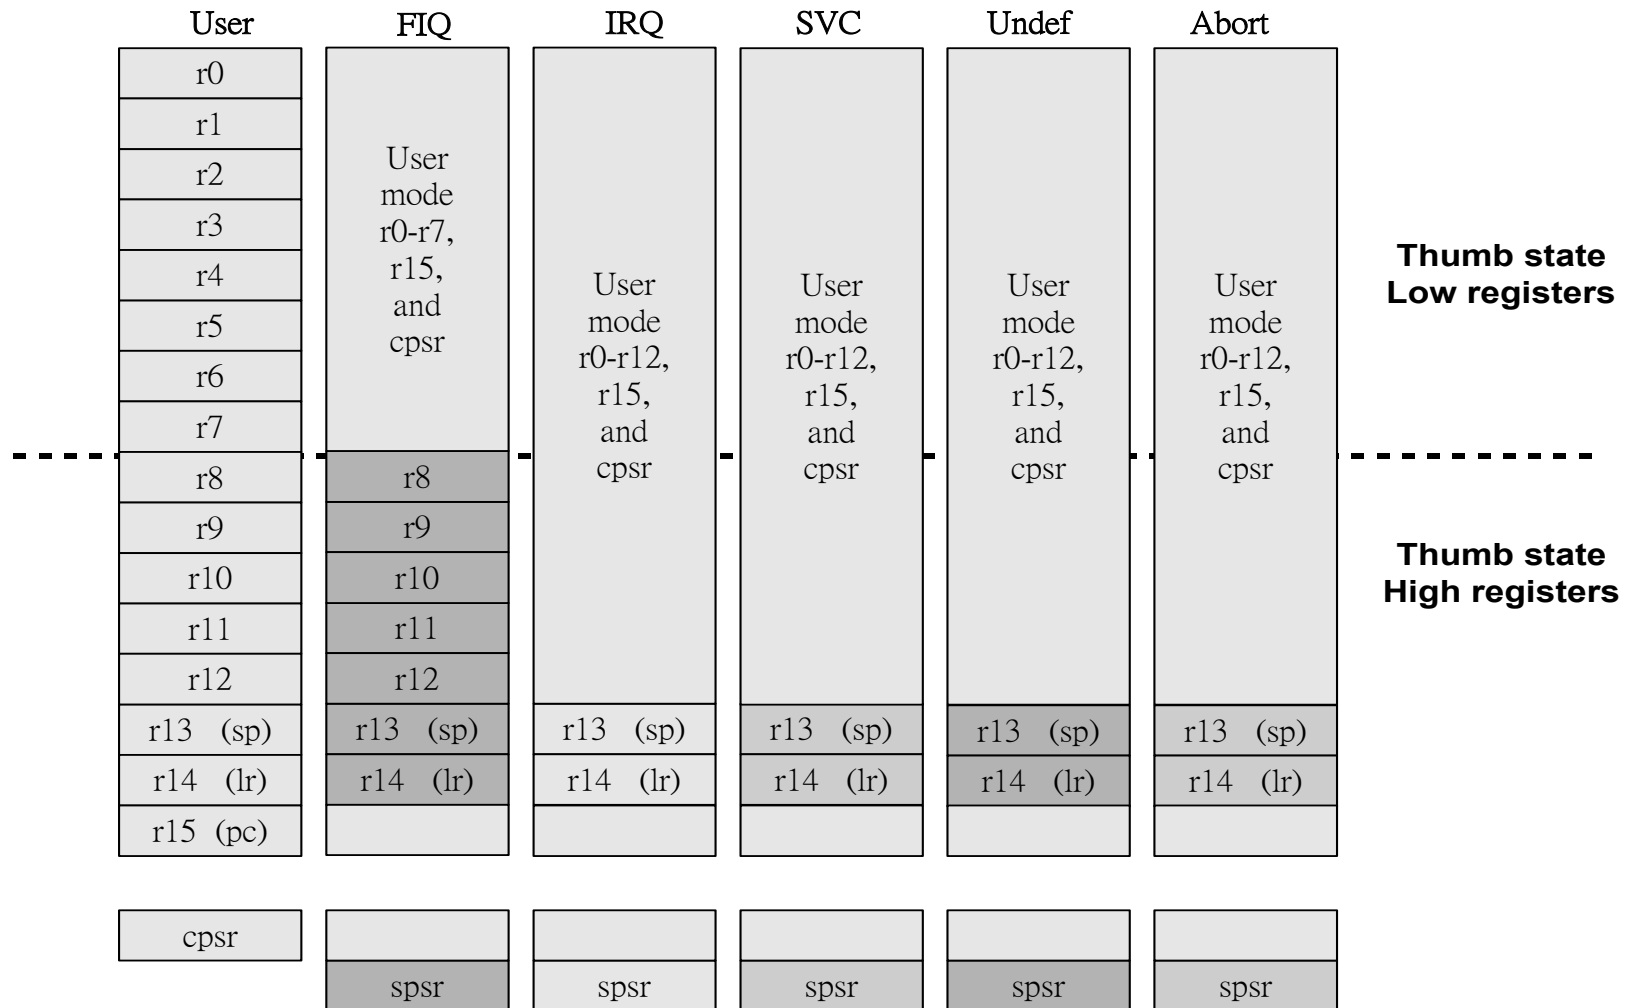 User FIQ IRQ SVC Undef Abort
r0
r1
r2
r3
r4
r5
r6
r7
r8
r9
r10
r11
r12
r13 (sp)
r14 (lr)
r15 (pc)
cpsr
User
mode
r0-r7,
r15,
and
cpsr
r8
r9
r10
r11
r12
r13 (sp)
r14 (lr)
spsr
User
mode
r0-r12,
r15,
and
cpsr
r13 (sp)
r14 (lr)
spsr
User
mode
r0-r12,
r15,
and
cpsr
r13 (sp)
r14 (lr)
spsr
User
mode
r0-r12,
r15,
and
cpsr
r13 (sp)
r14 (lr)
spsr
User
mode
r0-r12,
r15,
and
cpsr
r13 (sp)
r14 (lr)
spsr
Thumb state
Low registers
Thumb state
High registers